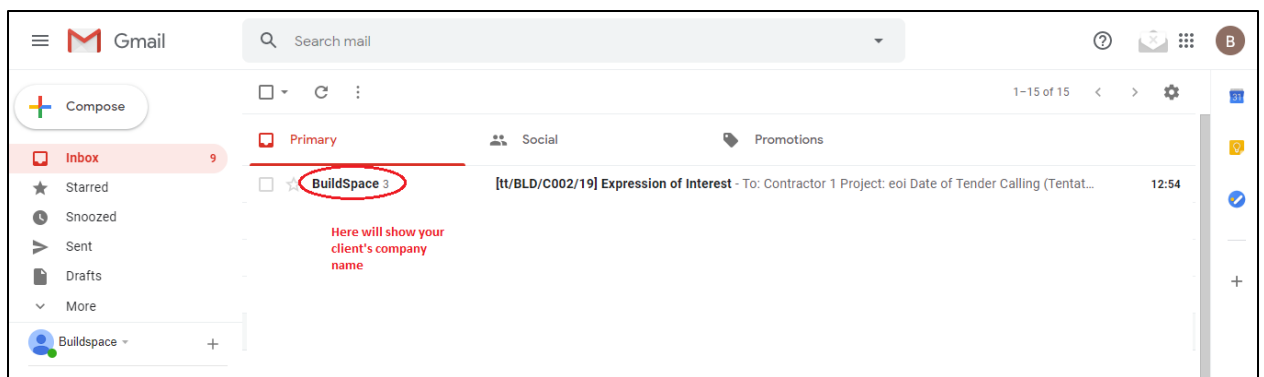 Gmail
Search mail
B
Compose
1–15 of 15
31
Primary
Social
Promotions
Inbox 9
BuildSpace 3 [tt/BLD/C002/19] Expression of Interest - To: Contractor 1 Project: eoi Date of Tender Calling (Tentat... 12:54
Starred
Snoozed
Here will show your
client's company
name
Sent
Drafts
More
Buildspace